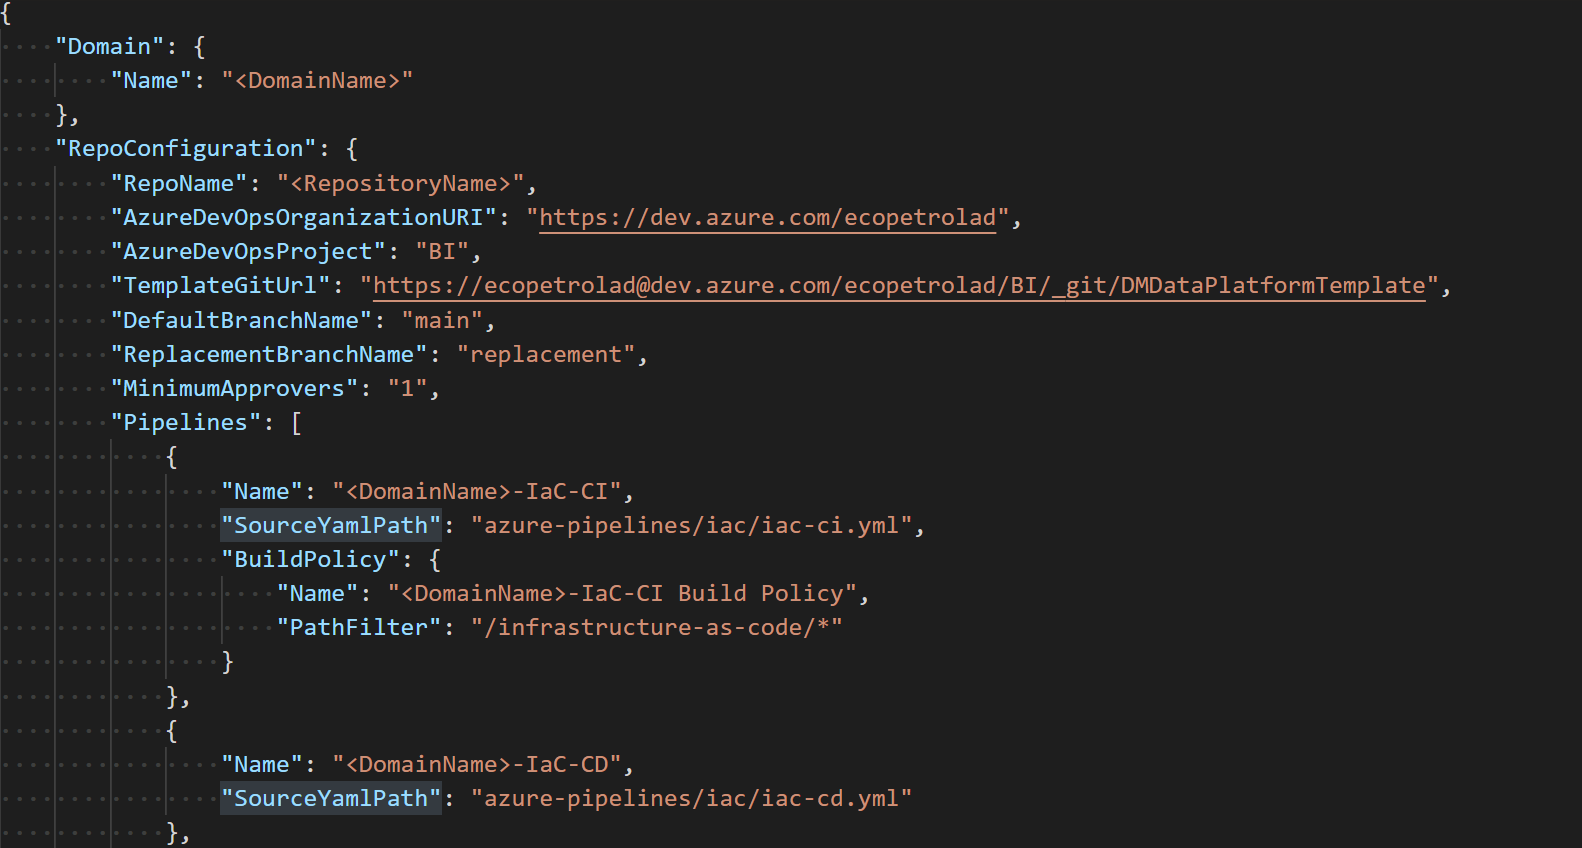 {
    "Domain": {
        "Name": "<DomainName>"
    },
    "RepoConfiguration": {
        "RepoName": "<RepositoryName>",
        "AzureDevOpsOrganizationURI": "https://dev.azure.com/ecopetrolad",
        "AzureDevOpsProject": "BI",
        "TemplateGitUrl": "https://ecopetrolad@dev.azure.com/ecopetrolad/BI/_git/DMDataPlatformTemplate",
        "DefaultBranchName": "main",
        "ReplacementBranchName": "replacement",
        "MinimumApprovers": "1",
        "Pipelines": [
            {
                "Name": "<DomainName>-IaC-CI",
                "SourceYamlPath": "azure-pipelines/iac/iac-ci.yml",
                "BuildPolicy": {
                    "Name": "<DomainName>-IaC-CI Build Policy",
                    "PathFilter": "/infrastructure-as-code/*"
                }
            },
            {
                "Name": "<DomainName>-IaC-CD",
                "SourceYamlPath": "azure-pipelines/iac/iac-cd.yml"
            },